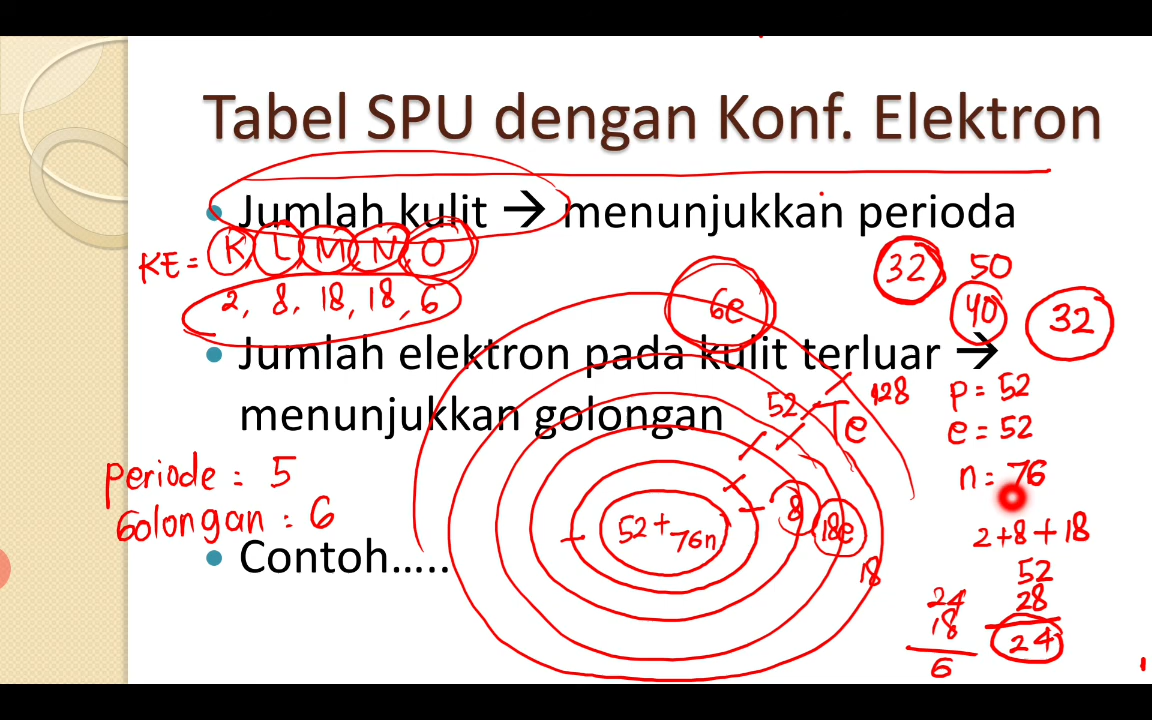 Tabel SPU dengan Konf. Elektron
Jumlah kulit → menunjukkan perioda
KE = K, L, M, N, O
2, 8, 18, 18, 6
6e
32 50
40 32
Jumlah elektron pada kulit terluar →
menunjukkan golongan
52 Te 128
p = 52
e = 52
n = 76
periode = 5
Golongan : 6
52+
76n
8
18e
18
Contoh.....
2+8+18
52
28
24
24
18
6